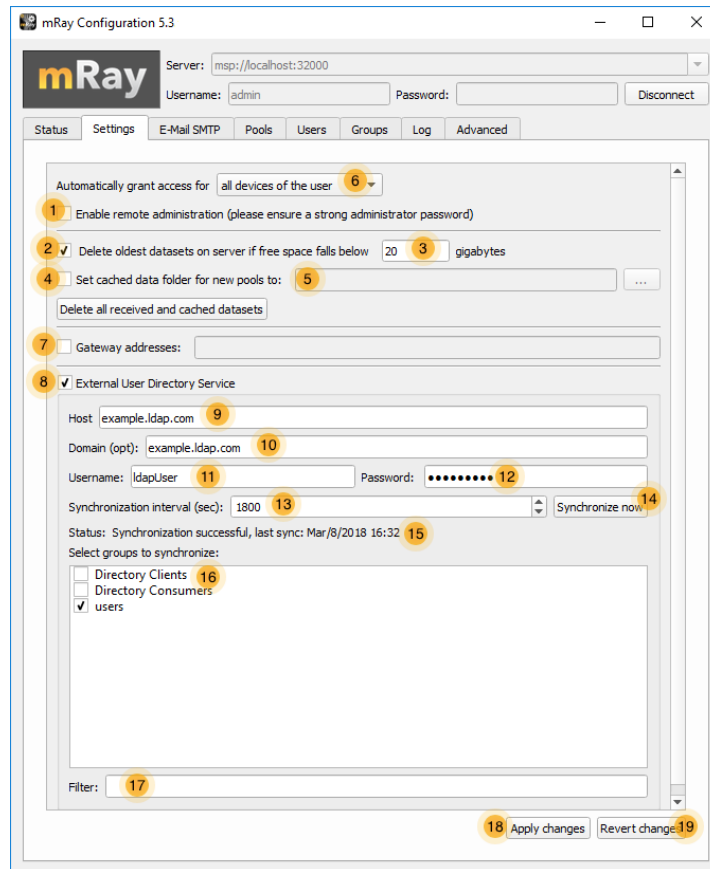 mRay Configuration 5.3
mRay
Server: msp://localhost:32000
Username: admin Password: Disconnect
Status Settings E-Mail SMTP Pools Users Groups Log Advanced
Automatically grant access for all devices of the user 6
1 Enable remote administration (please ensure a strong administrator password)
2 Delete oldest datasets on server if free space falls below 20 3 gigabytes
4 Set cached data folder for new pools to: 5 ...
Delete all received and cached datasets
7 Gateway addresses:
8 External User Directory Service
Host example.ldap.com 9
Domain (opt): example.ldap.com 10
Username: ldapUser 11 Password: ●●●●●●●●● 12
Synchronization interval (sec): 1800 13 Synchronize now 14
Status: Synchronization successful, last sync: Mar/8/2018 16:32 15
Select groups to synchronize:
Directory Clients 16
Directory Consumers
users
Filter: 17
18 Apply changes Revert change 19